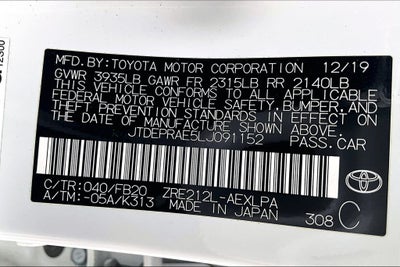 MFD.BY:TOYOTA MOTOR CORPORATION 12/19
GVWR 3935LB GAWR FR 2315LB RR 2140LB
THIS VEHICLE CONFORMS TO ALL APPLICABLE
FEDERAL MOTOR VEHICLE SAFETY,BUMPER,AND
THEFT PREVENTION STANDARDS IN EFFECT ON
THE DATE OF MANUFACTURE SHOWN ABOVE.
JTDEPRAE5LJ091152 PASS.CAR
C/TR:040/FB20 ZRE212L-AEXLPA
A/TM:-05A/K313 MADE IN JAPAN 308 C
TOYOTA